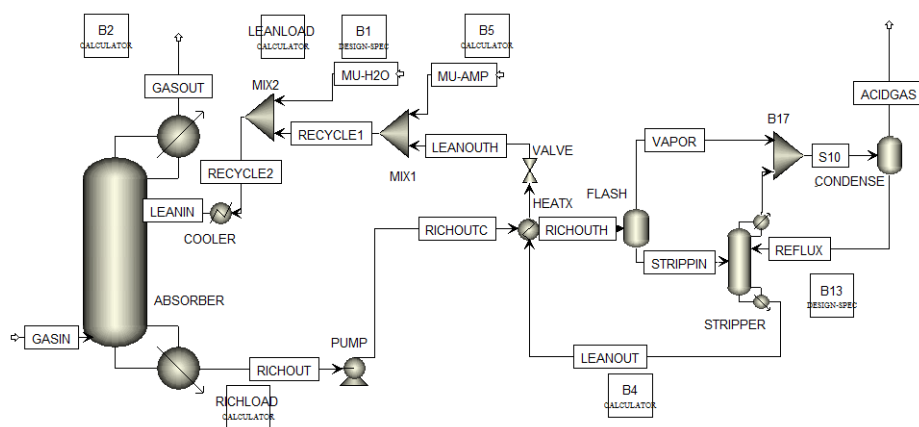 B2
CALCULATOR
LEANLOAD
CALCULATOR
B1
DESIGN-SPEC
B5
CALCULATOR
ACIDGAS
GASOUT
MIX2
MU-H2O
MU-AMP
B17
RECYCLE1
LEANOUTH
VALVE
VAPOR
S10
MIX1
CONDENSE
RECYCLE2
HEATX
FLASH
LEANIN
COOLER
RICHOUTC
RICHOUTH
REFLUX
STRIPPIN
B13
DESIGN-SPEC
ABSORBER
STRIPPER
GASIN
PUMP
RICHOUT
LEANOUT
RICHLOAD
CALCULATOR
B4
CALCULATOR